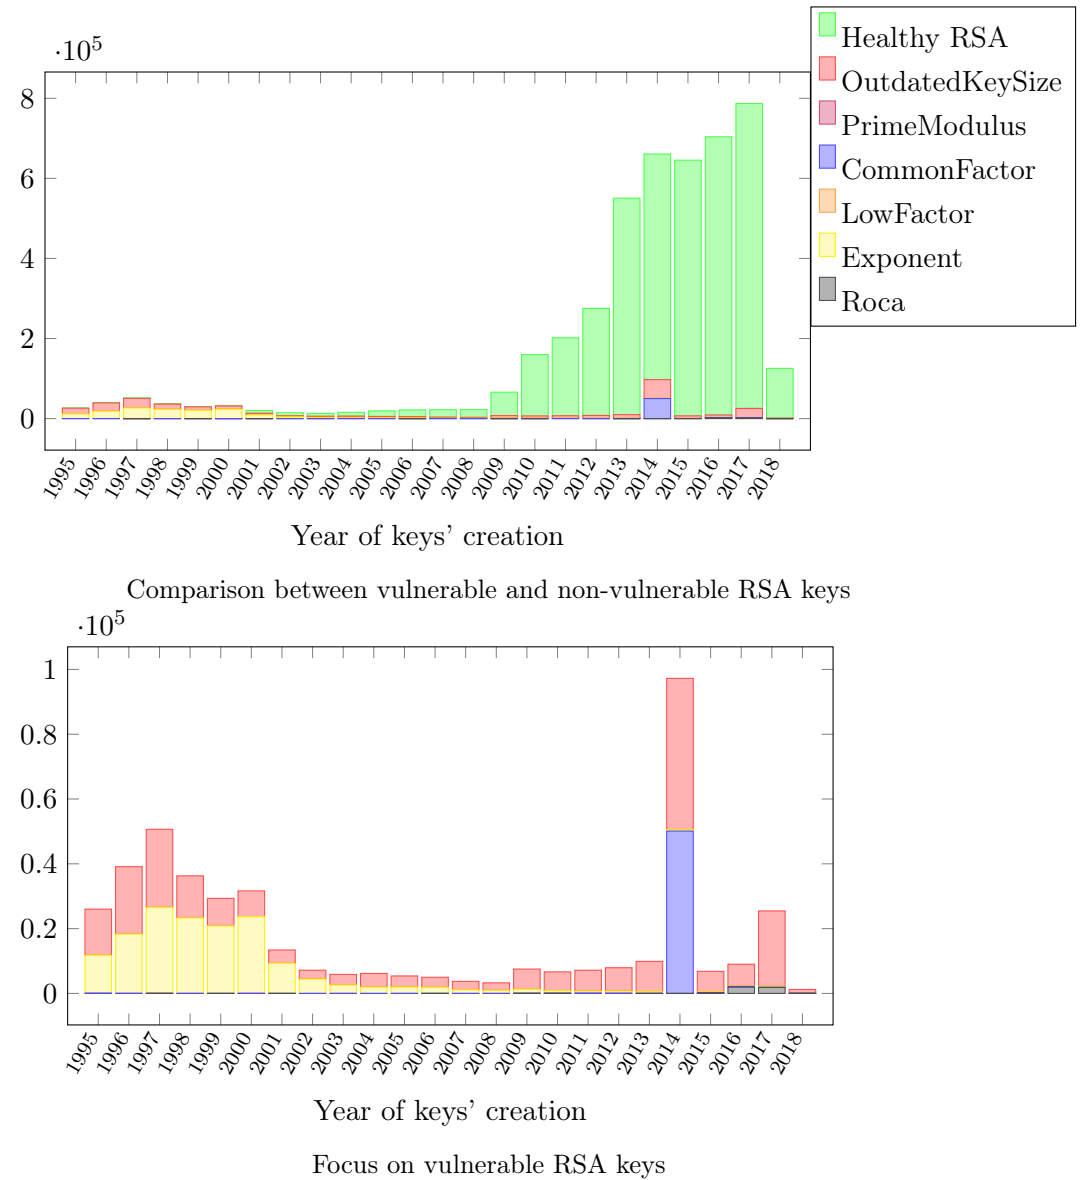 ·10^5
8
6
4
2
0
1995 1996 1997 1998 1999 2000 2001 2002 2003 2004 2005 2006 2007 2008 2009 2010 2011 2012 2013 2014 2015 2016 2017 2018
Year of keys' creation
Healthy RSA
OutdatedKeySize
PrimeModulus
CommonFactor
LowFactor
Exponent
Roca
Comparison between vulnerable and non-vulnerable RSA keys
·10^5
1
0.8
0.6
0.4
0.2
0
1995 1996 1997 1998 1999 2000 2001 2002 2003 2004 2005 2006 2007 2008 2009 2010 2011 2012 2013 2014 2015 2016 2017 2018
Year of keys' creation
Focus on vulnerable RSA keys